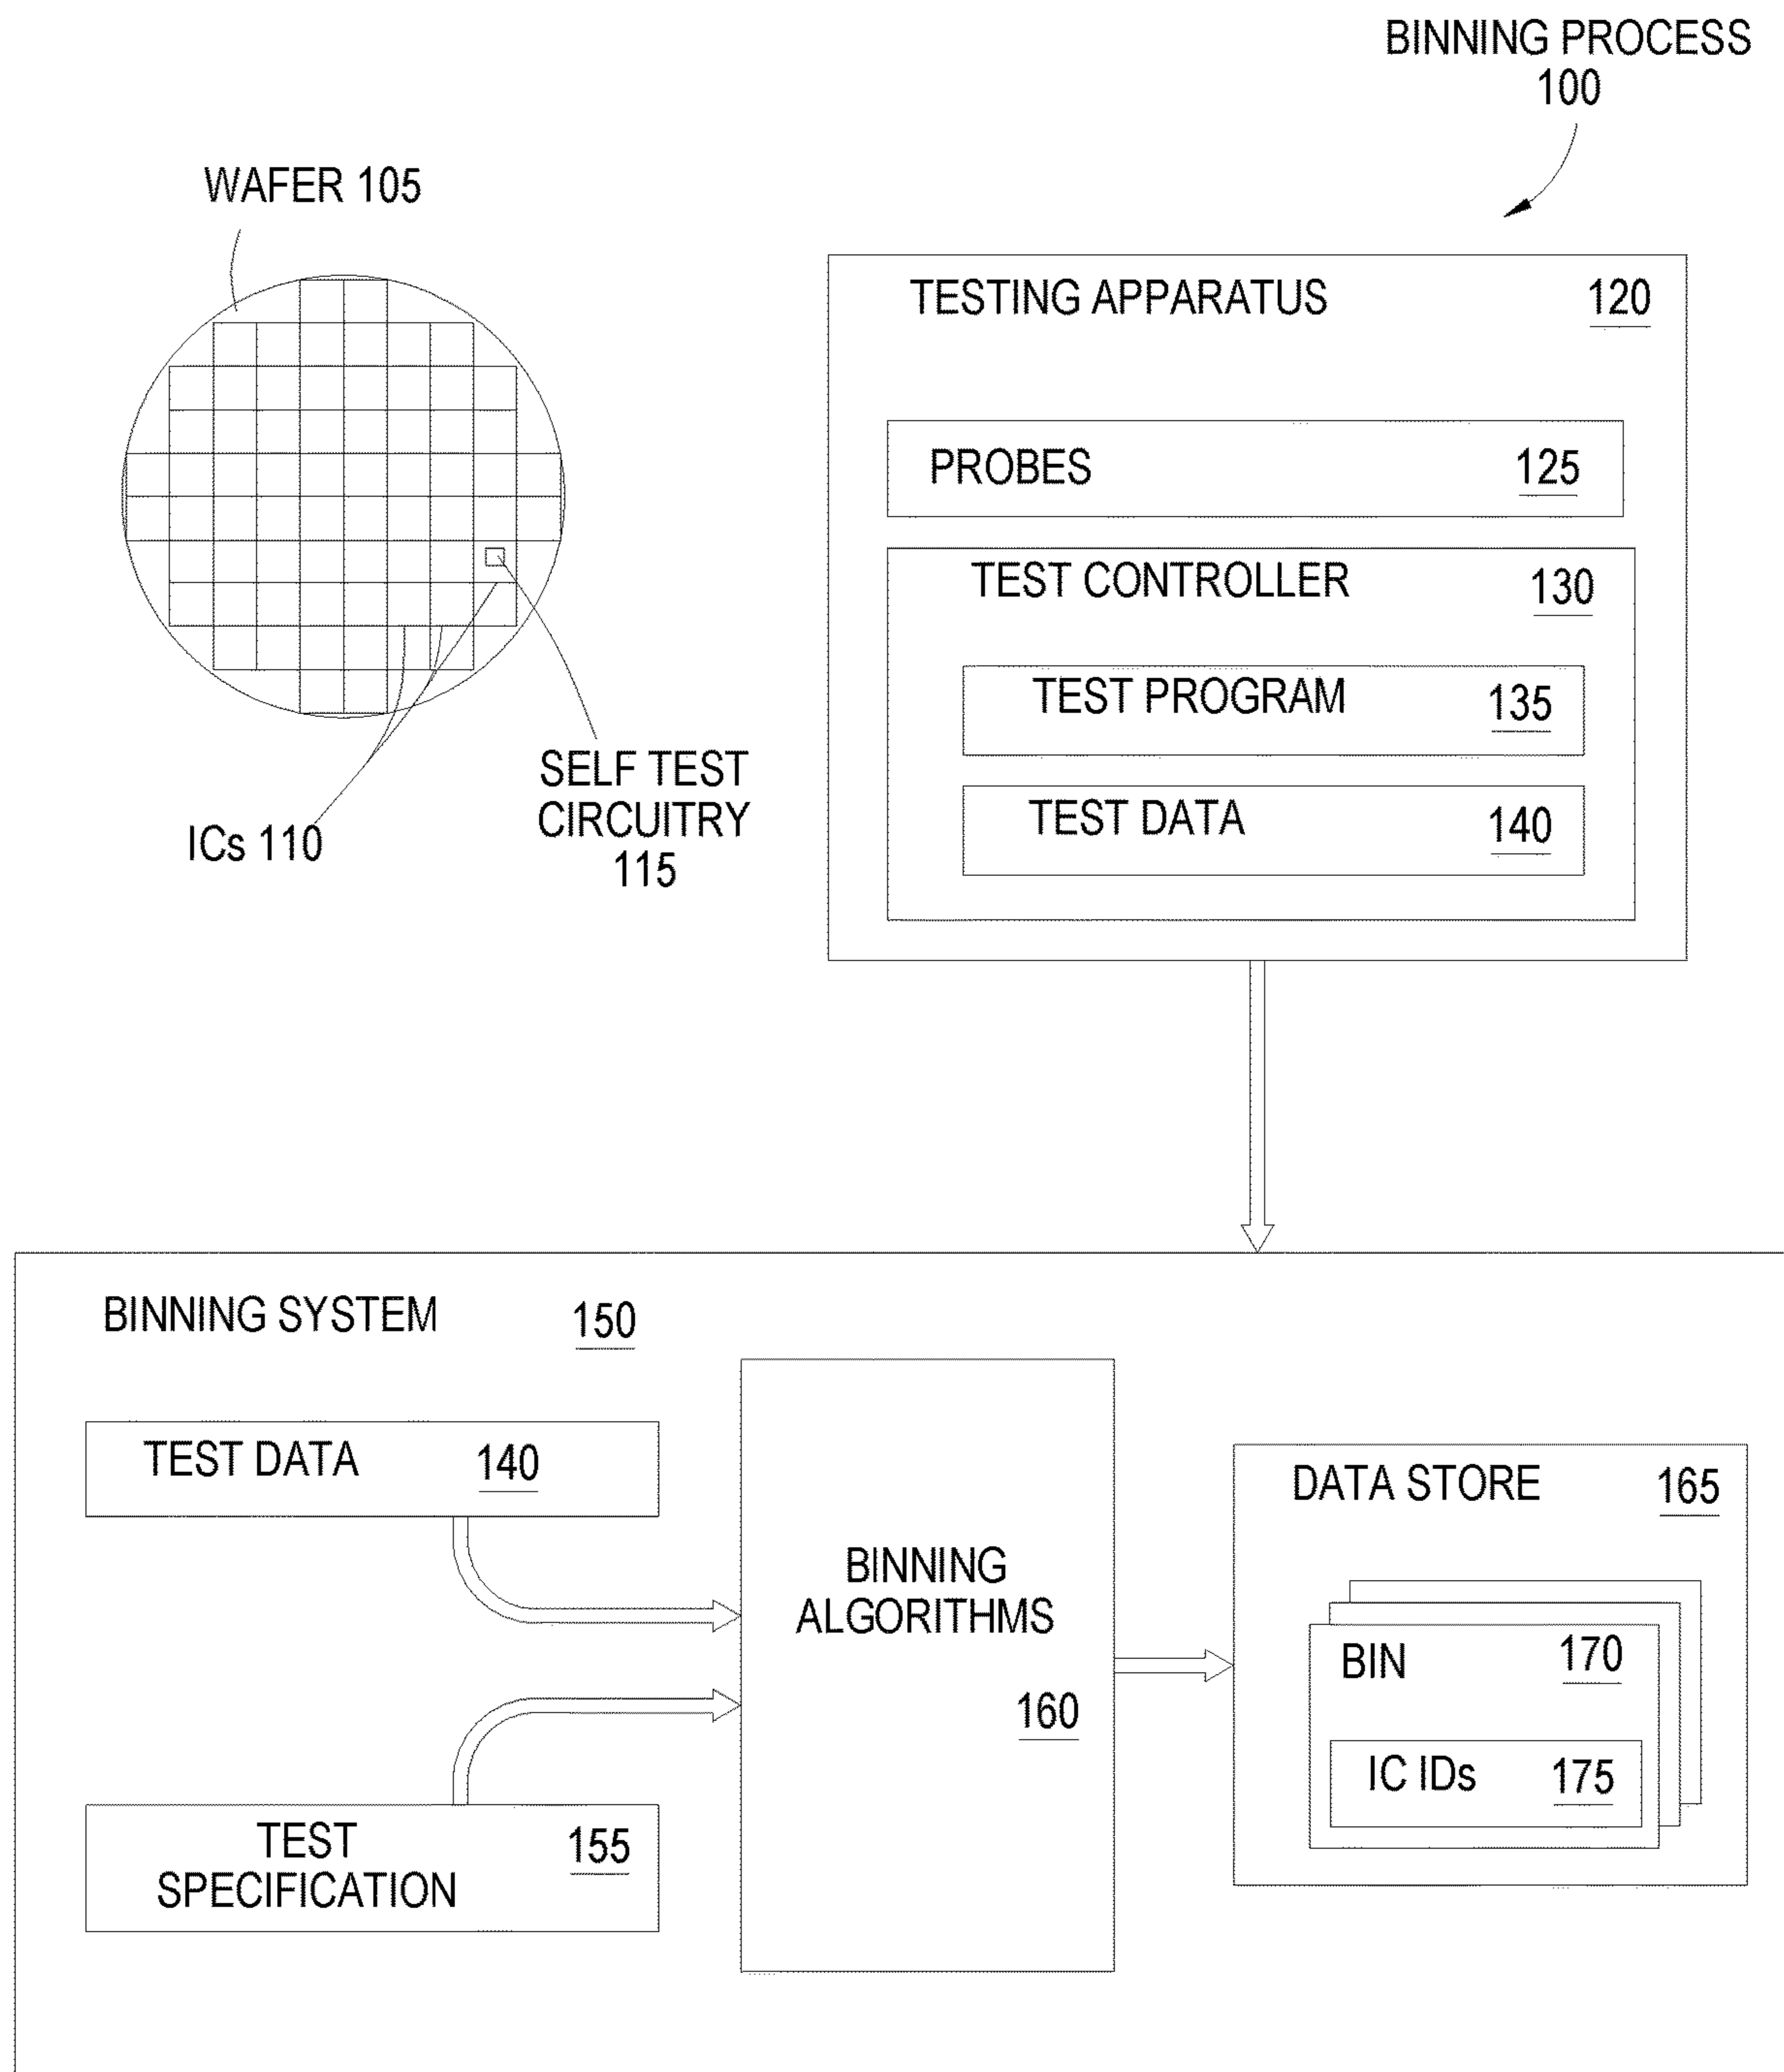 BINNING PROCESS
100
WAFER 105
TESTING APPARATUS 120
PROBES 125
TEST CONTROLLER 130
TEST PROGRAM 135
TEST DATA 140
SELF TEST
CIRCUITRY
115
ICs 110
BINNING SYSTEM 150
TEST DATA 140
BINNING
ALGORITHMS
160
DATA STORE 165
BIN 170
IC IDs 175
TEST
SPECIFICATION 155